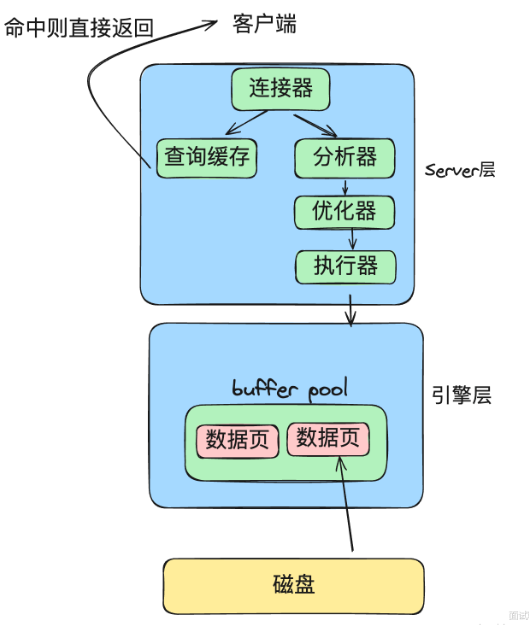 命中则直接返回
客户端
连接器
查询缓存
分析器
Server层
优化器
执行器
buffer pool
引擎层
数据页
数据页
磁盘